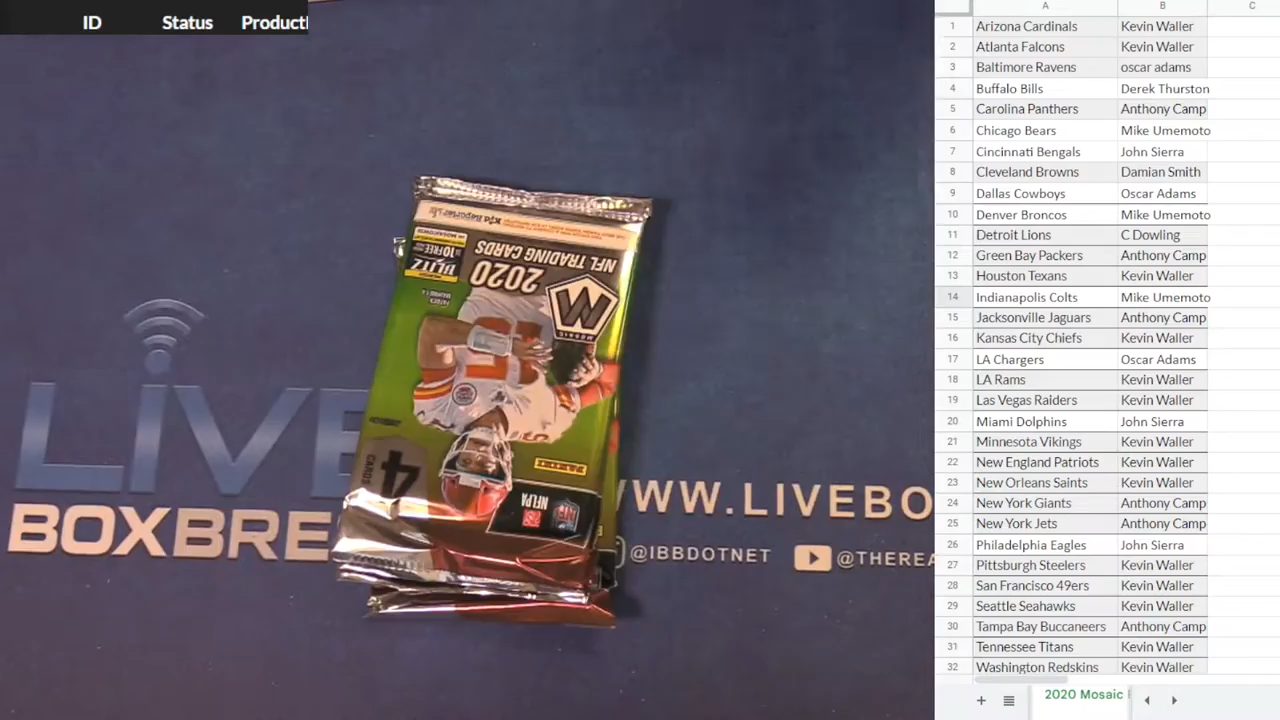 ID Status Producti
A B C
1 Arizona Cardinals Kevin Waller
2 Atlanta Falcons Kevin Waller
3 Baltimore Ravens oscar adams
4 Buffalo Bills Derek Thurston
5 Carolina Panthers Anthony Camp
6 Chicago Bears Mike Umemoto
7 Cincinnati Bengals John Sierra
8 Cleveland Browns Damian Smith
9 Dallas Cowboys Oscar Adams
10 Denver Broncos Mike Umemoto
11 Detroit Lions C Dowling
12 Green Bay Packers Anthony Camp
13 Houston Texans Kevin Waller
14 Indianapolis Colts Mike Umemoto
15 Jacksonville Jaguars Anthony Camp
16 Kansas City Chiefs Kevin Waller
17 LA Chargers Oscar Adams
18 LA Rams Kevin Waller
19 Las Vegas Raiders Kevin Waller
20 Miami Dolphins John Sierra
21 Minnesota Vikings Kevin Waller
22 New England Patriots Kevin Waller
23 New Orleans Saints Kevin Waller
24 New York Giants Anthony Camp
25 New York Jets Anthony Camp
26 Philadelphia Eagles John Sierra
27 Pittsburgh Steelers Kevin Waller
28 San Francisco 49ers Kevin Waller
29 Seattle Seahawks Kevin Waller
30 Tampa Bay Buccaneers Anthony Camp
31 Tennessee Titans Kevin Waller
32 Washington Redskins Kevin Waller
2020 Mosaic
2020
NFL TRADING CARDS
MOSAIC
BLITZ
10 FREE
4
CARDS
PANINI
NFL
NFLPA
LiVE
BOXBRE
WWW.LIVEBO
@IBBDOTNET
@THEREA